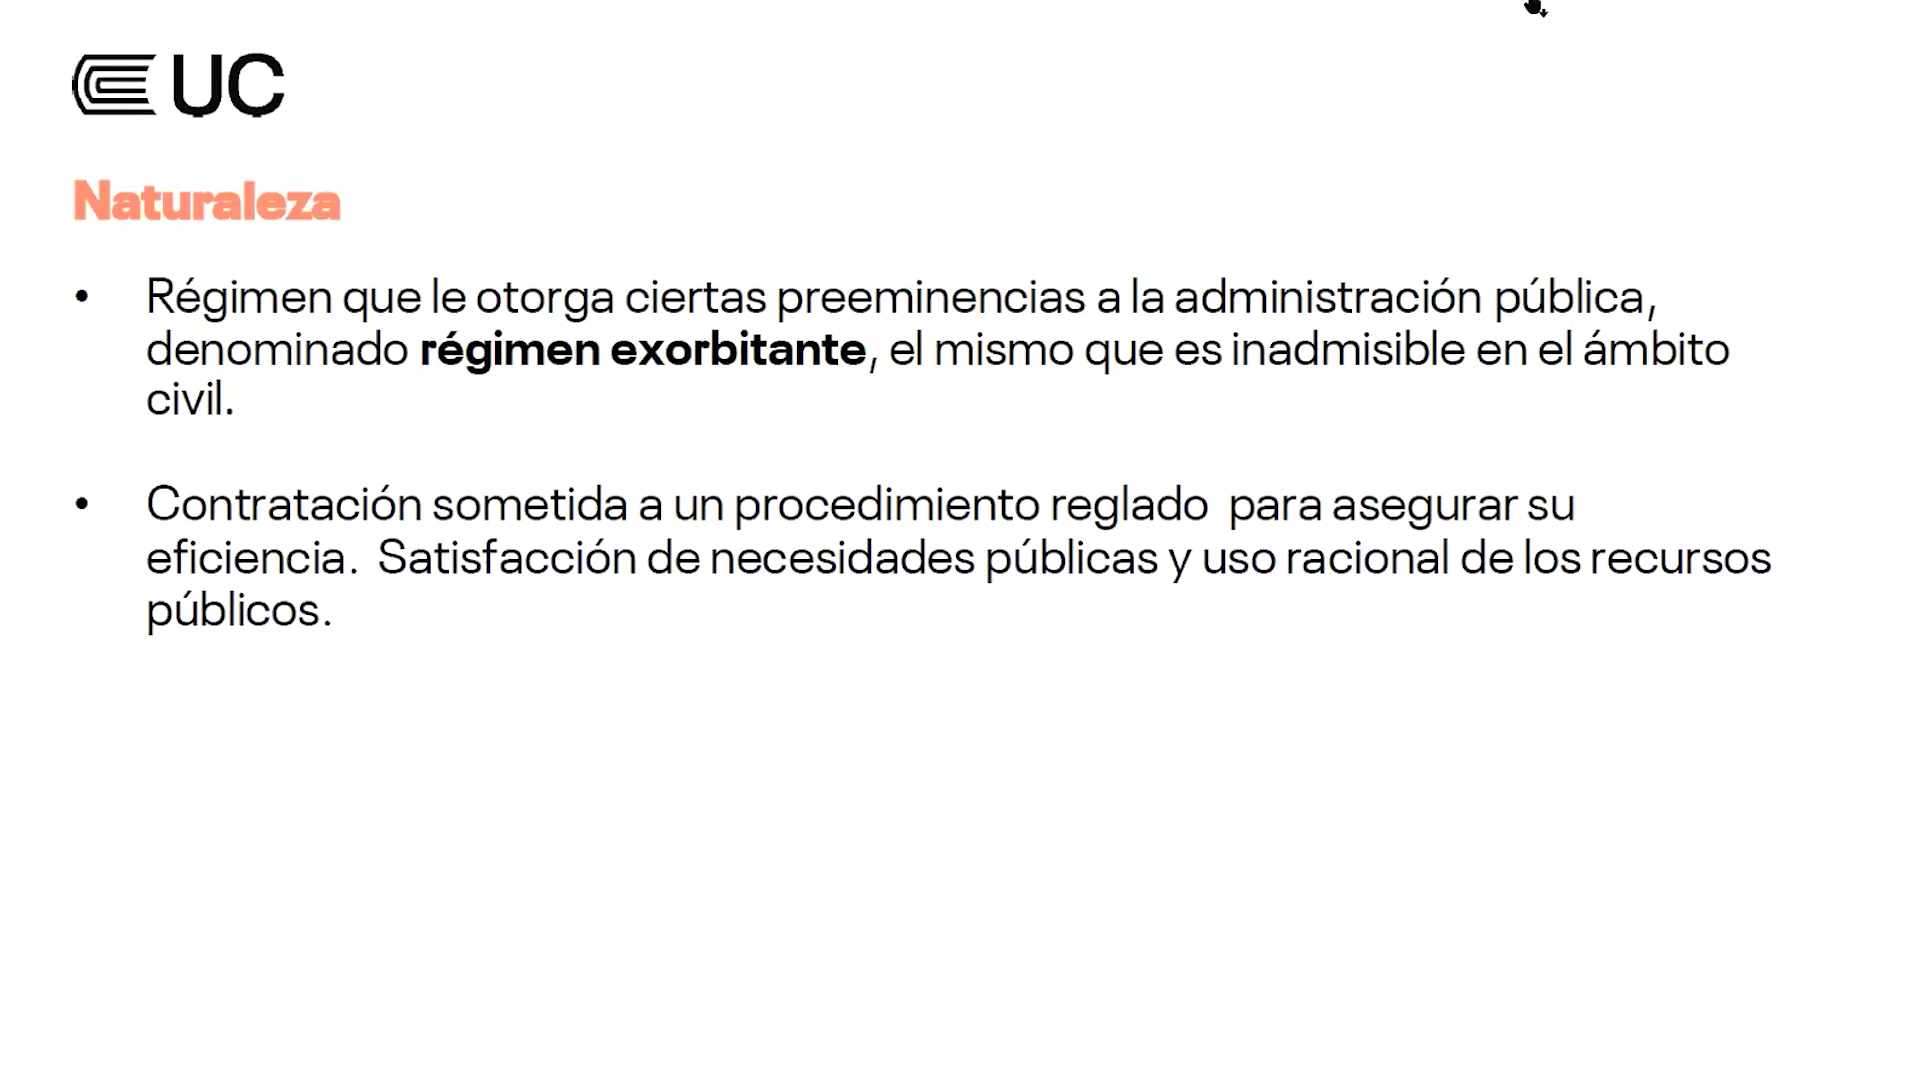 UC
Naturaleza
• Régimen que le otorga ciertas preeminencias a la administración pública,
denominado régimen exorbitante, el mismo que es inadmisible en el ámbito
civil.
• Contratación sometida a un procedimiento reglado  para asegurar su
eficiencia.  Satisfacción de necesidades públicas y uso racional de los recursos
públicos.